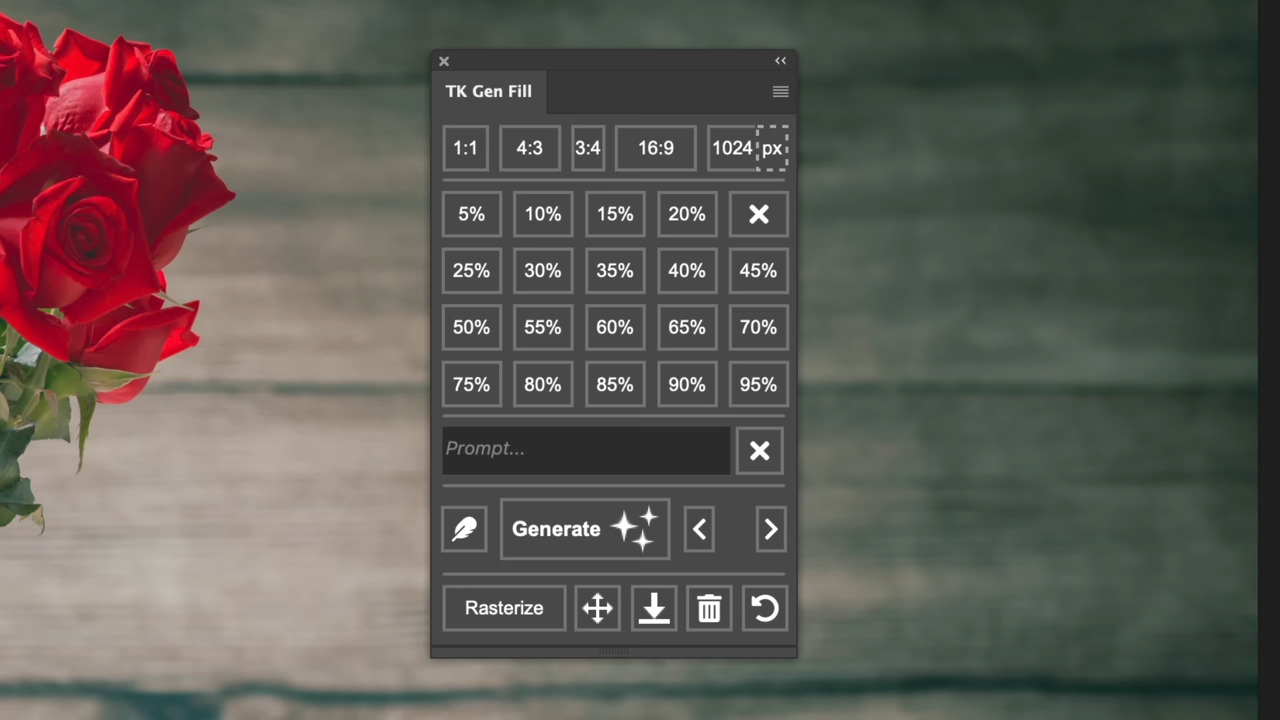 TK Gen Fill
1:1 4:3 3:4 16:9 1024 px
5% 10% 15% 20%
25% 30% 35% 40% 45%
50% 55% 60% 65% 70%
75% 80% 85% 90% 95%
Prompt...
Generate
Rasterize